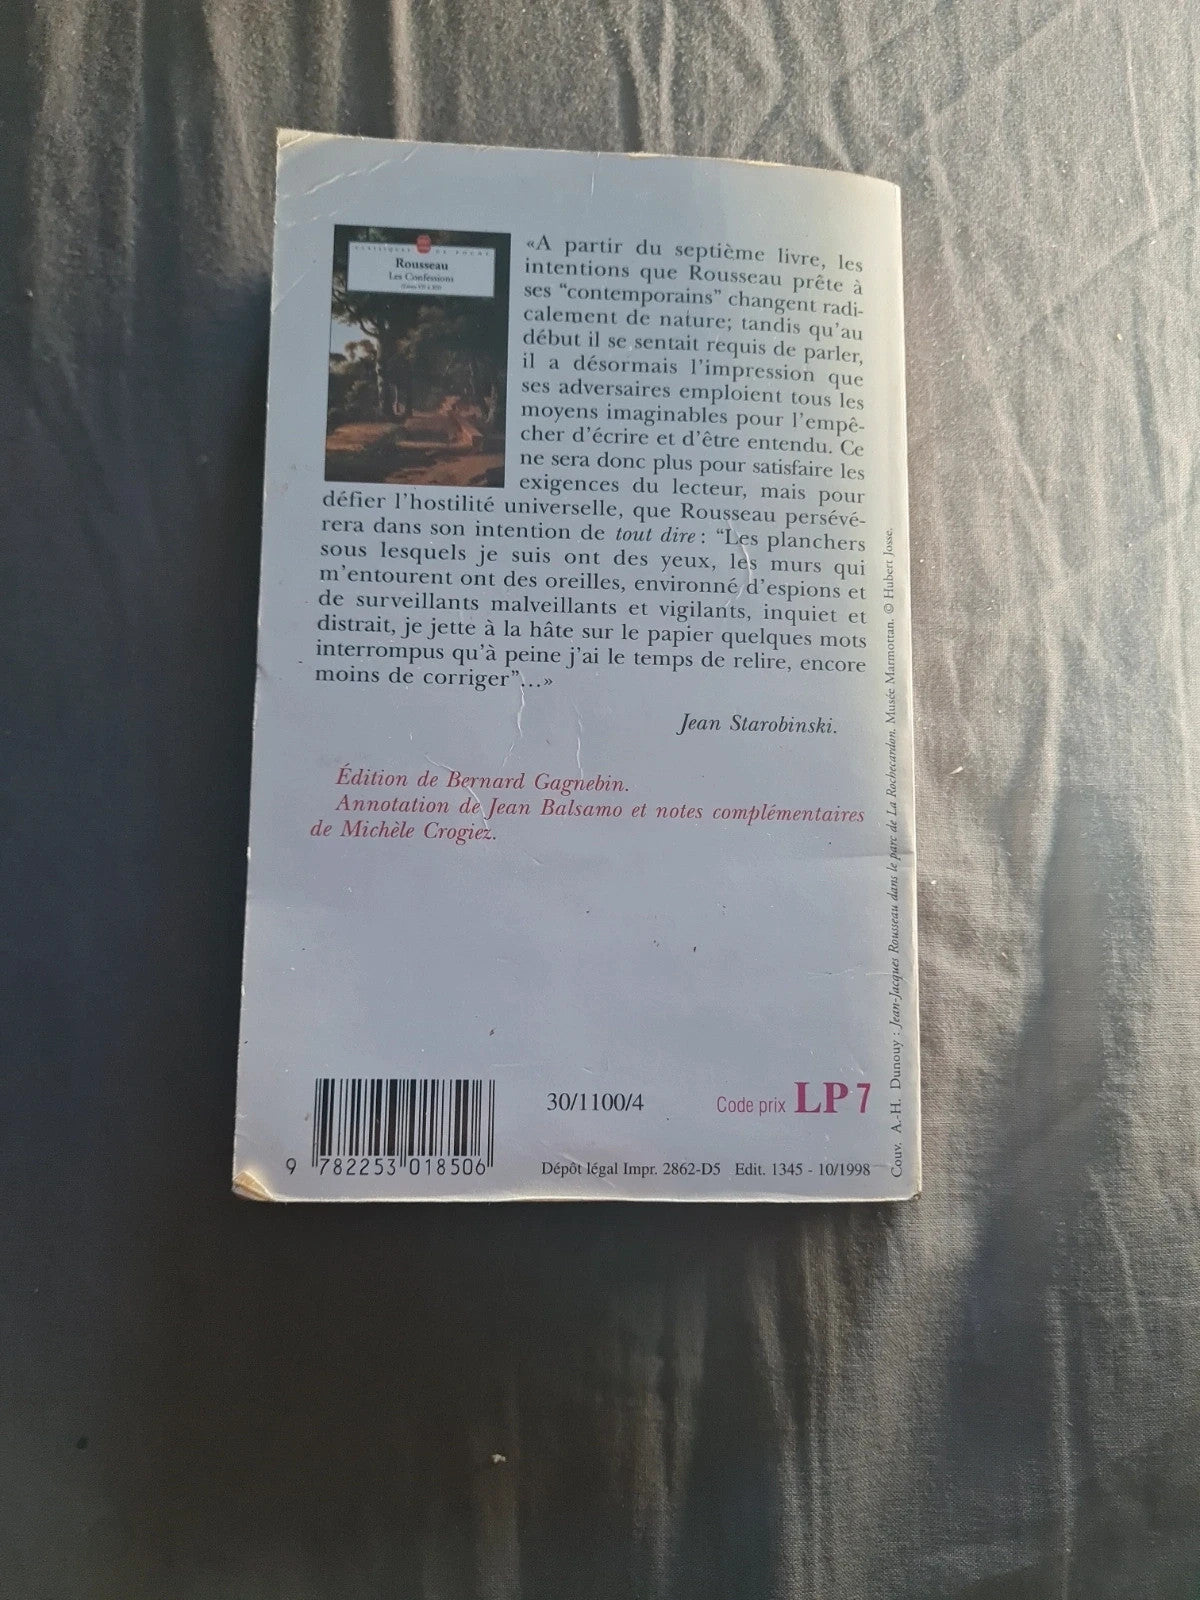 CLASSIQUES DE POCHE
Rousseau
Les Confessions
«A partir du septième livre, les
intentions que Rousseau prête à
ses “contemporains” changent radi-
calement de nature; tandis qu’au
début il se sentait requis de parler,
il a désormais l’impression que
ses adversaires emploient tous les
moyens imaginables pour l’empê-
cher d’écrire et d’être entendu. Ce
ne sera donc plus pour satisfaire les
exigences du lecteur, mais pour
défier l’hostilité universelle, que Rousseau persévé-
rera dans son intention de tout dire : “Les planchers
sous lesquels je suis ont des yeux, les murs qui
m’entourent ont des oreilles, environné d’espions et
de surveillants malveillants et vigilants, inquiet et
distrait, je jette à la hâte sur le papier quelques mots
interrompus qu’à peine j’ai le temps de relire, encore
moins de corriger”...»
Jean Starobinski.
Édition de Bernard Gagnebin.
Annotation de Jean Balsamo et notes complémentaires
de Michèle Crogiez.
30/1100/4
Code prix LP 7
9 782253 018506
Dépôt légal Impr. 2862-D5 Edit. 1345 - 10/1998
Couv. A.-H. Dunouy : Jean-Jacques Rousseau dans le parc de La Rochecardon. Musée Marmottan. © Hubert Josse.